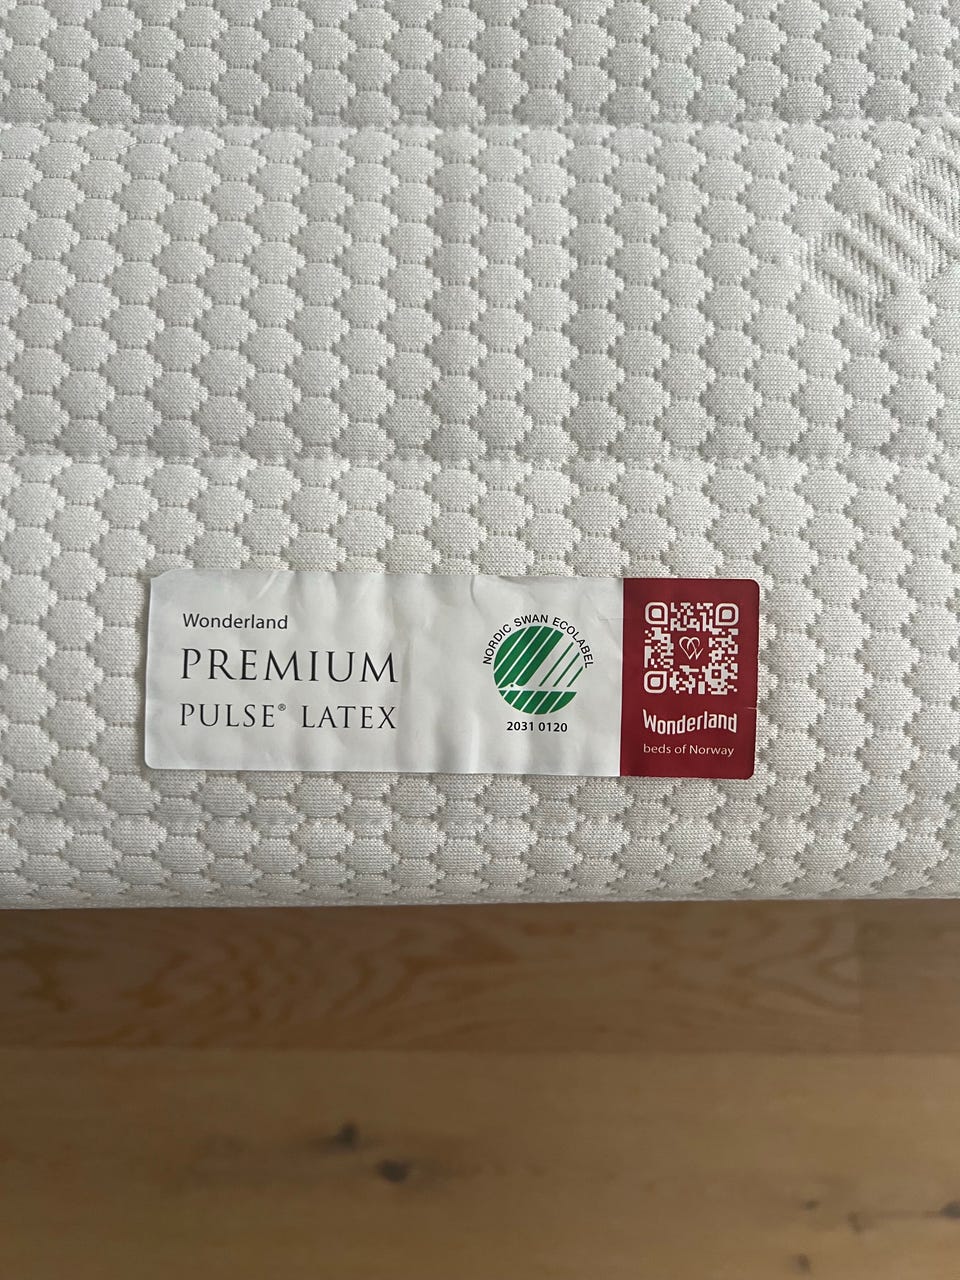 Wonderland
PREMIUM
PULSE® LATEX
NORDIC SWAN ECOLABEL
2031 0120
Wonderland
beds of Norway